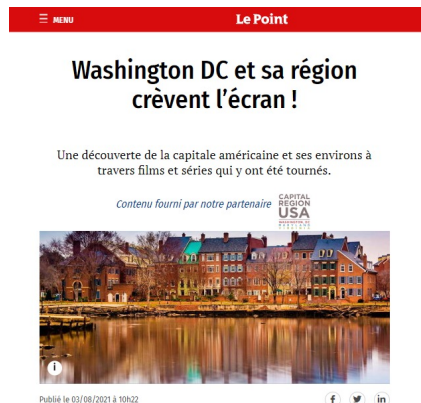 MENU
Le Point
Washington DC et sa région
crèvent l'écran !
Une découverte de la capitale américaine et ses environs à
travers films et séries qui y ont été tournés.
Contenu fourni par notre partenaire
CAPITAL
REGION
USA
Publié le 03/08/2021 à 10h22